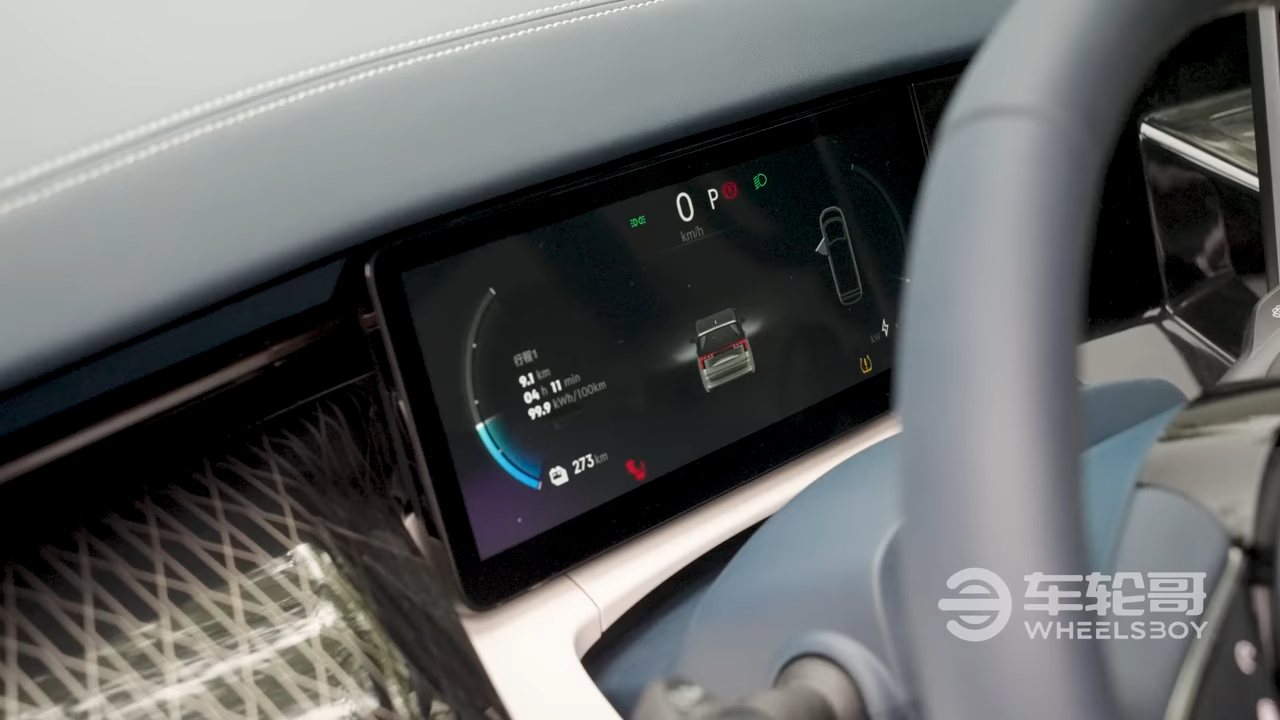 0 P
km/h
行程1
9.1 km
04 h 11 min
99.9 kWh/100km
273 km
kW
车轮哥
WHEELSBOY